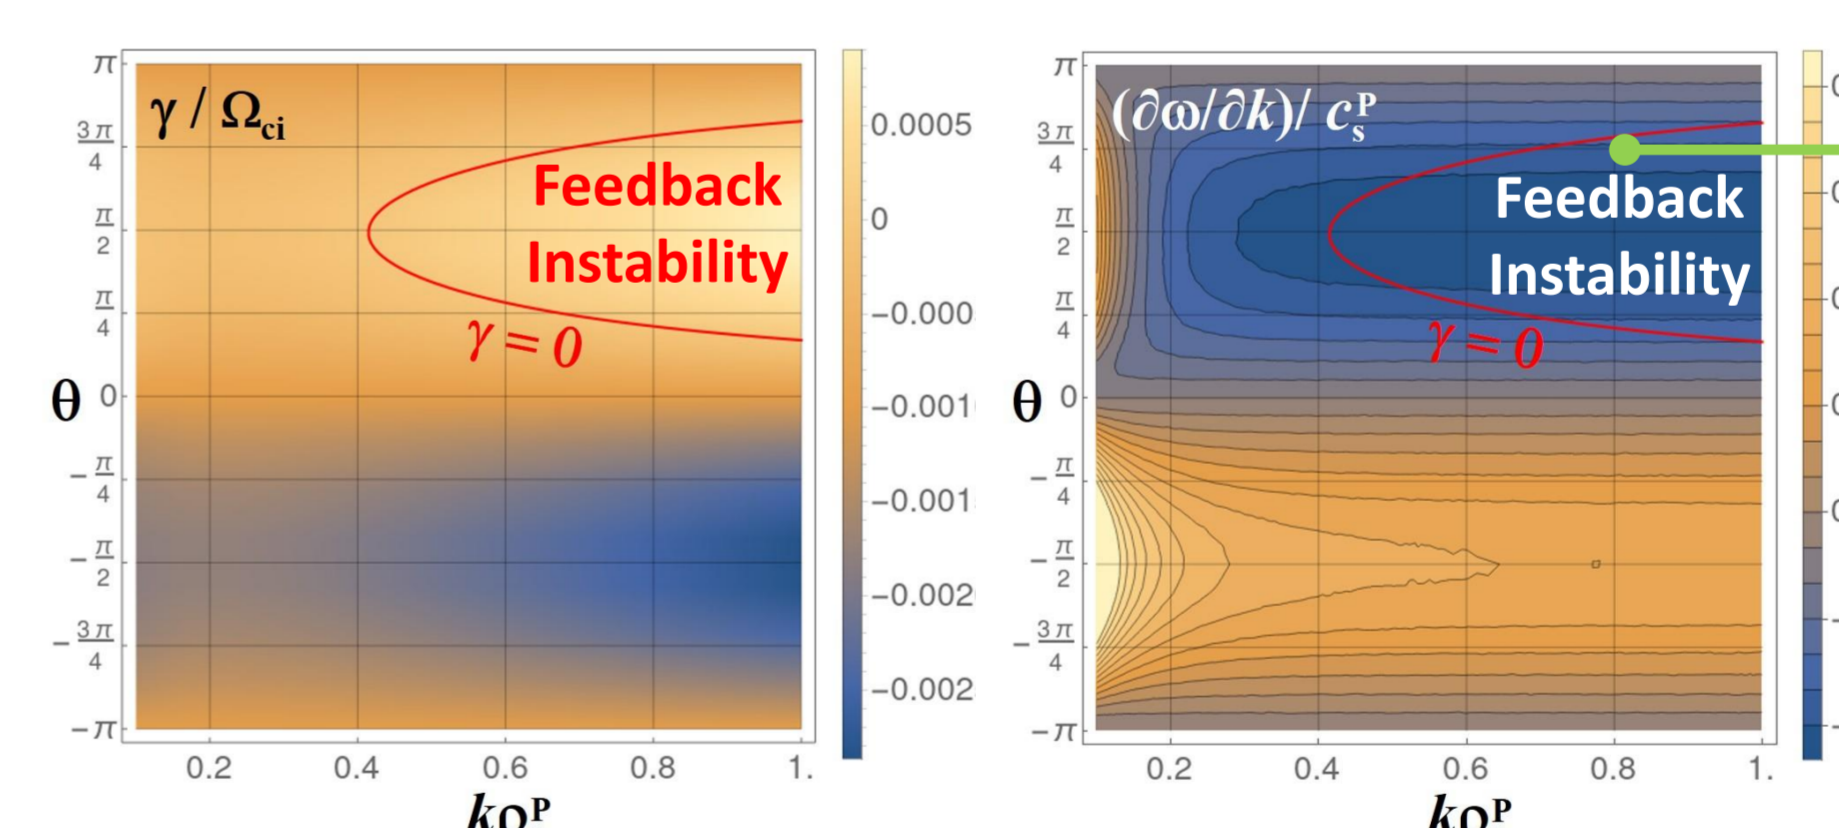 γ / Ω_ci
Feedback
Instability
γ = 0
θ
π
3π/4
π/2
π/4
0
−π/4
−π/2
−3π/4
−π
0.2
0.4
0.6
0.8
1.
kρ^P
0.0005
0
(∂ω/∂k)/ c_s^P
Feedback
Instability
γ = 0
θ
π
3π/4
π/2
π/4
0
−π/4
−π/2
−3π/4
−π
0.2
0.4
0.6
0.8
1.
kρ^P